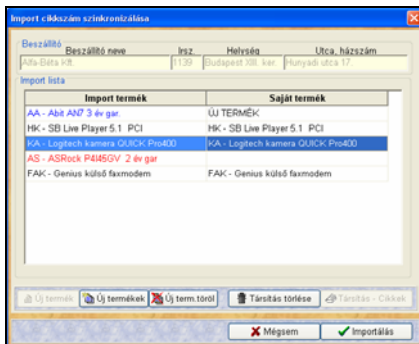 Import cikkszám szinkronizálása
Beszállító
Beszállító neve Irsz. Helység Utca, házszám
Alfa-Béta Kft. 1139 Budapest XIII. ker. Hunyadi utca 17.
Import lista
Import termék Saját termék
AA - Abit AN7 3 év gar. ÚJ TERMÉK
HK - SB Live Player 5.1 PCI HK - SB Live Player 5.1 PCI
KA - Logitech kamera QUICK Pro400 KA - Logitech kamera QUICK Pro400
AS - ASRock P4I45GV 2 év gar
FAK - Genius külső faxmodem FAK - Genius külső faxmodem
Új termék Új termékek Új term.töröl Társítás törlése Társítás - Cikkek
Mégsem Importálás